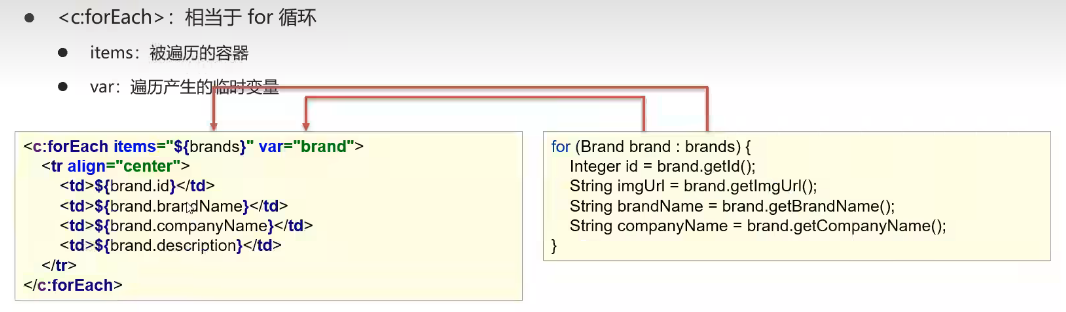 <c:forEach>：相当于 for 循环
items：被遍历的容器
var：遍历产生的临时变量
<c:forEach items="${brands}" var="brand">
<tr align="center">
<td>${brand.id}</td>
<td>${brand.brandName}</td>
<td>${brand.companyName}</td>
<td>${brand.description}</td>
</tr>
</c:forEach>
for (Brand brand : brands) {
Integer id = brand.getId();
String imgUrl = brand.getImgUrl();
String brandName = brand.getBrandName();
String companyName = brand.getCompanyName();
}